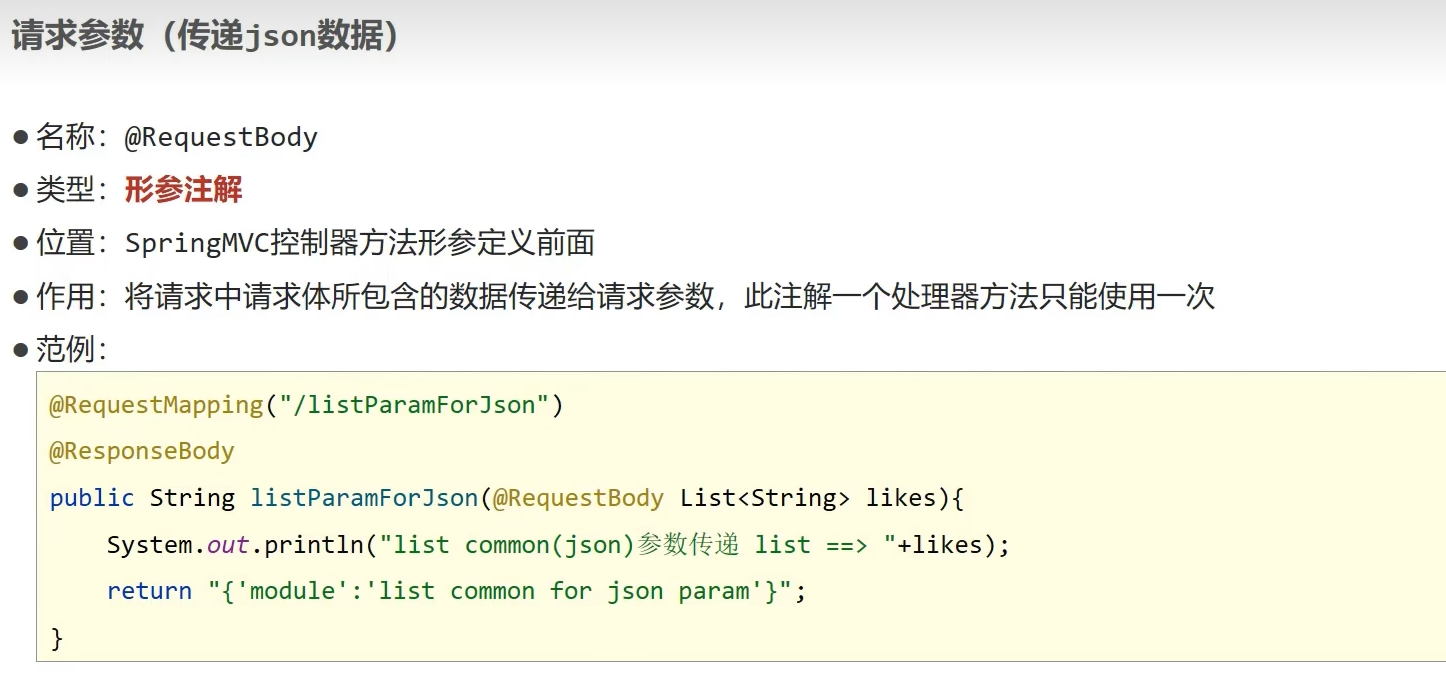 请求参数（传递json数据）
● 名称：@RequestBody
● 类型：形参注解
● 位置：SpringMVC控制器方法形参定义前面
● 作用：将请求中请求体所包含的数据传递给请求参数，此注解一个处理器方法只能使用一次
● 范例：
@RequestMapping("/listParamForJson")
@ResponseBody
public String listParamForJson(@RequestBody List<String> likes){
    System.out.println("list common(json)参数传递 list ==> "+likes);
    return "{'module':'list common for json param'}";
}